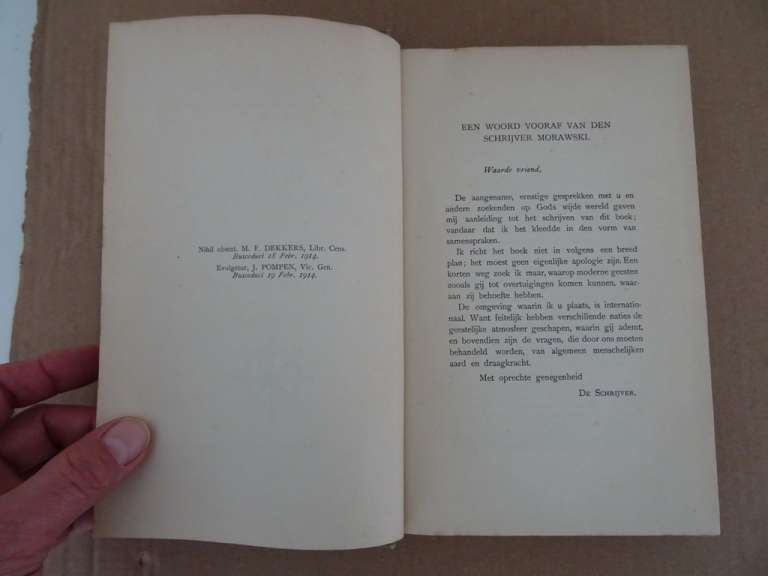 Nihil obstat. M. F. DEKKERS, Libr. Cens.
Buscoduci 18 Febr. 1914.
Evulgetur, J. POMPEN, Vic. Gen.
Buscoduci 19 Febr. 1914.
EEN WOORD VOORAF VAN DEN
SCHRIJVER MORAWSKI.
Waarde vriend,
De aangename, ernstige gesprekken met u en
andere zoekenden op Gods wijde wereld gaven
mij aanleiding tot het schrijven van dit boek;
vandaar dat ik het kleedde in den vorm van
samenspraken.
Ik richt het boek niet in volgens een breed
plan; het moest geen eigenlijke apologie zijn. Een
korten weg zoek ik maar, waarop moderne geesten
zooals gij tot overtuigingen komen kunnen, waar-
aan zij behoefte hebben.
De omgeving waarin ik u plaats, is internatio-
naal. Want feitelijk hebben verschillende naties de
geestelijke atmosfeer geschapen, waarin gij ademt,
en bovendien zijn de vragen, die door ons moeten
behandeld worden, van algemeen menschelijken
aard en draagkracht.
Met oprechte genegenheid
DE SCHRIJVER.